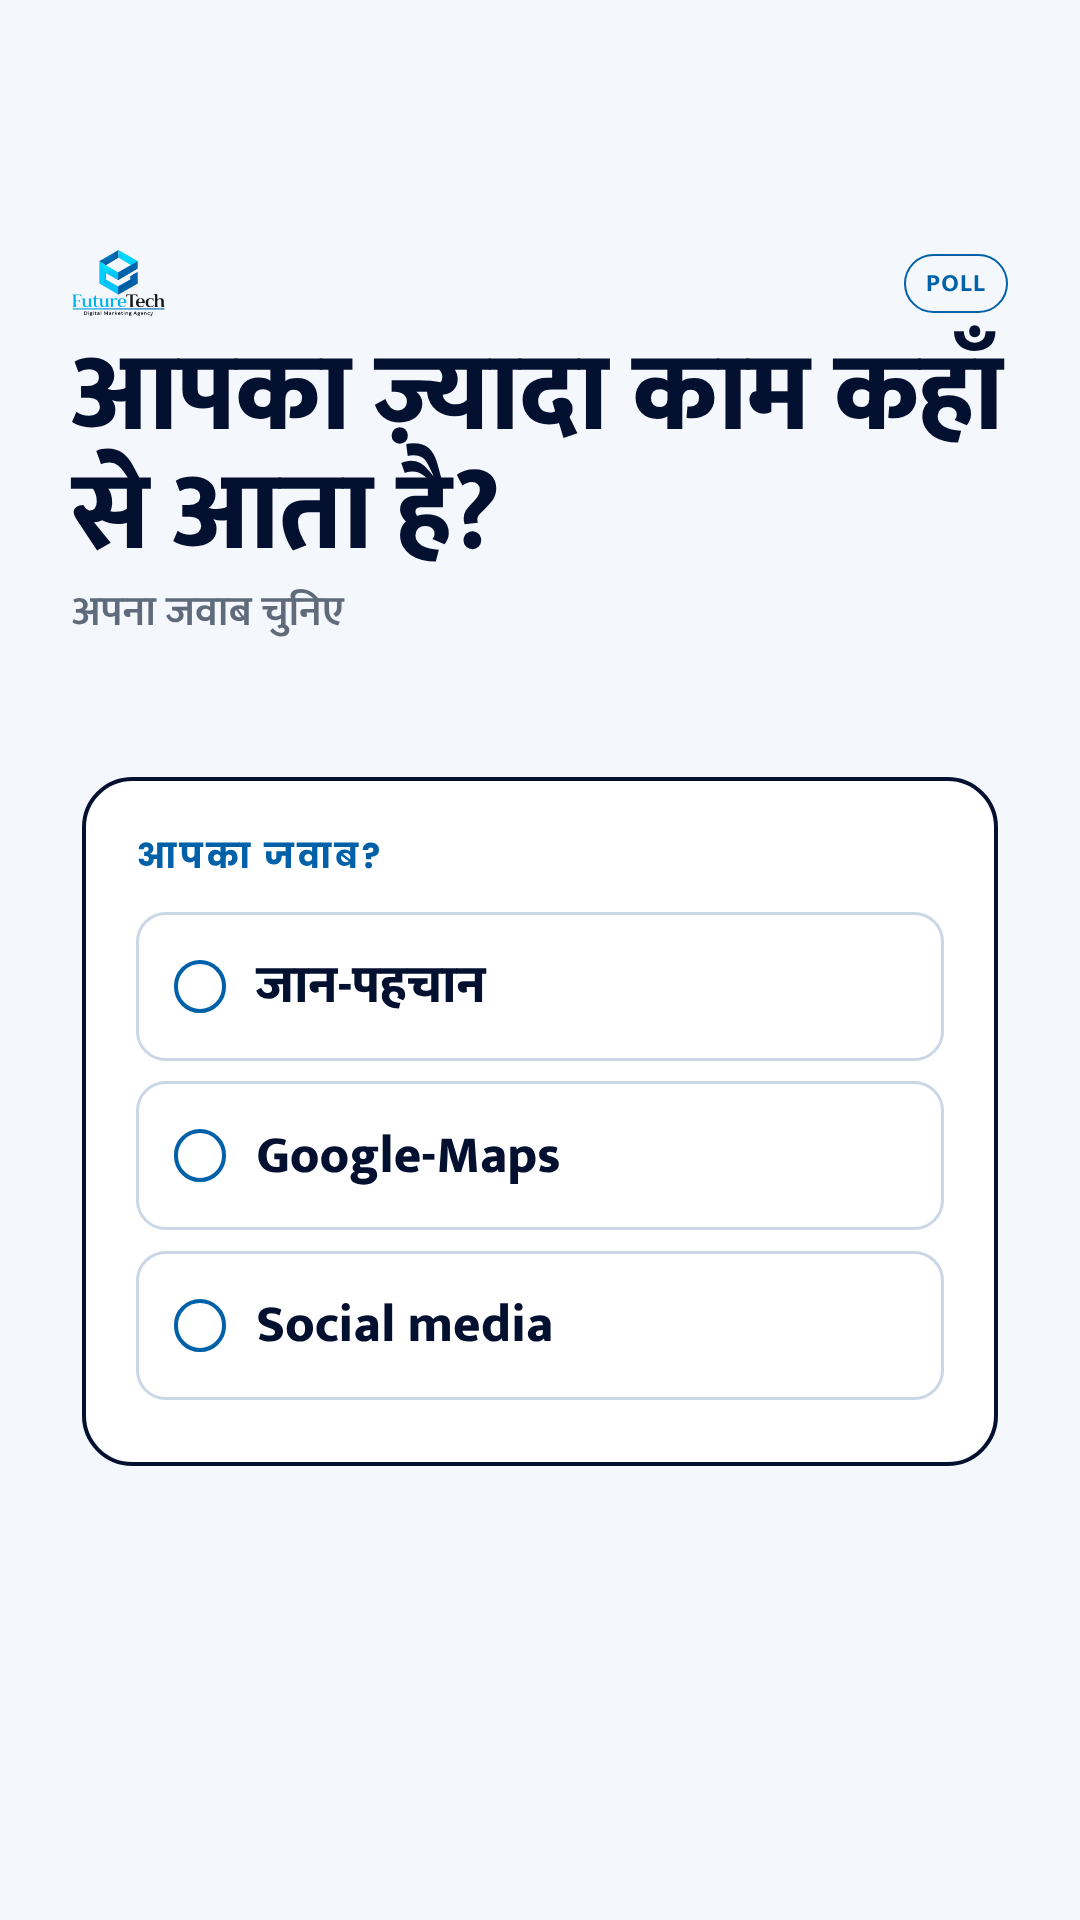 FutureTech
Digital Marketing Agency
POLL
आपका ज़्यादा काम कहाँ
से आता है?
अपना जवाब चुनिए
आपका जवाब?
जान-पहचान
Google-Maps
Social media